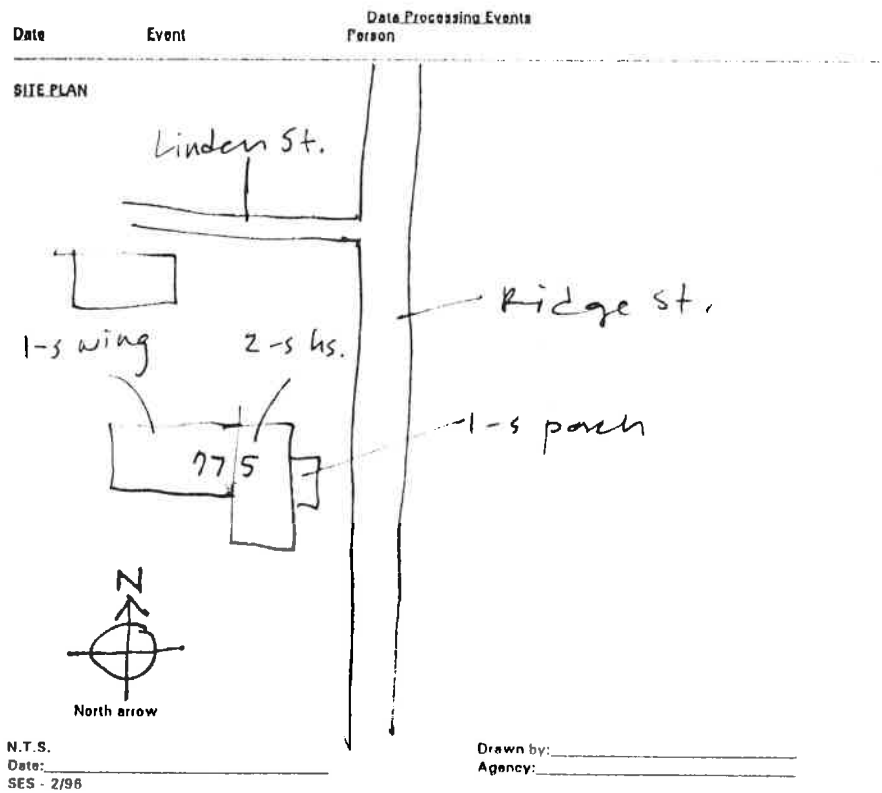 Data Processing Events
Date Event Person
SITE PLAN
Linden St.
Ridge St.
1-s wing 2-s hs.
1-s porch
775
N
North arrow
N.T.S.
Date:
SES - 2/96
Drawn by:
Agency: